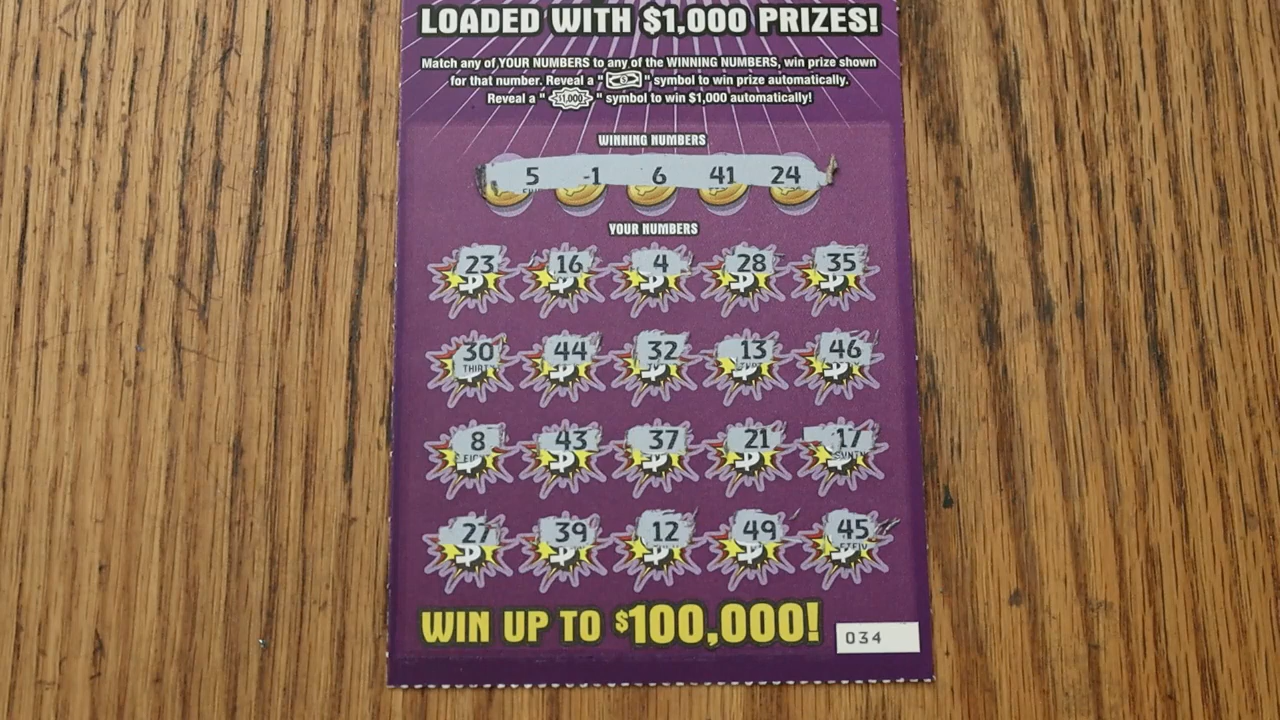 LOADED WITH $1,000 PRIZES!
Match any of YOUR NUMBERS to any of the WINNING NUMBERS, win prize shown
for that number. Reveal a " " symbol to win prize automatically.
Reveal a " $1,000 " symbol to win $1,000 automatically!
WINNING NUMBERS
5 -1 6 41 24
YOUR NUMBERS
23 16 4 28 35
30 44 32 13 46
THIRT
8 43 37 21 17
27 39 12 49 45
WIN UP TO $100,000!
034